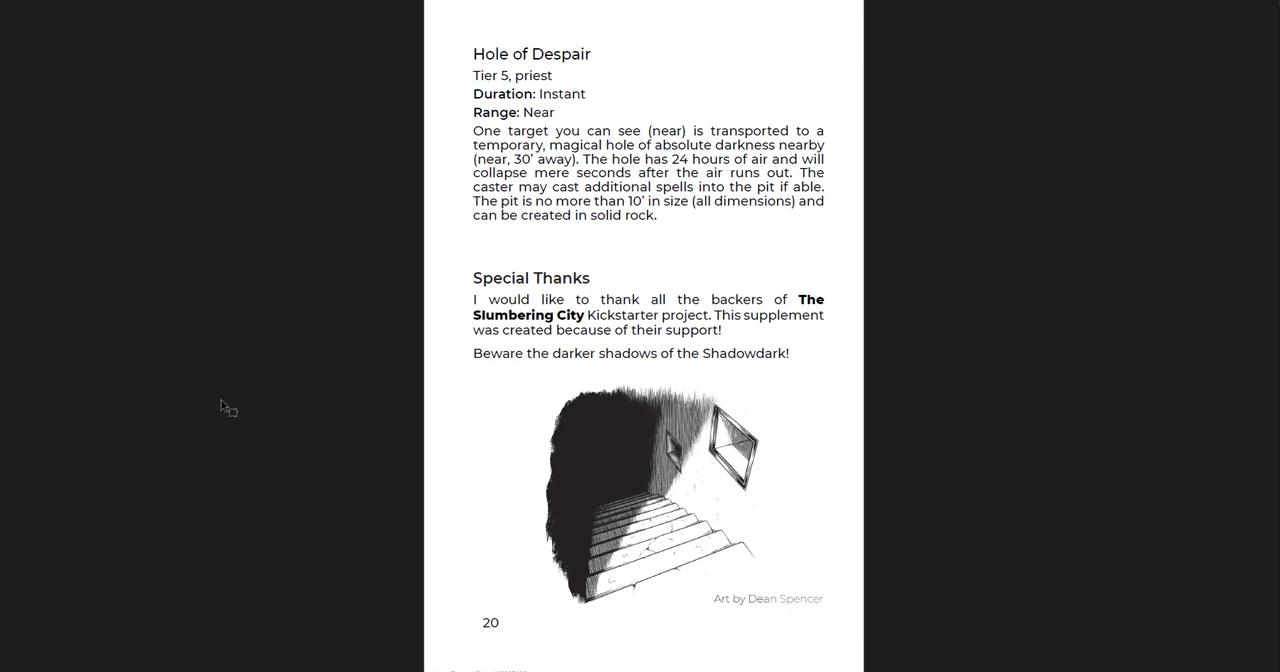 Hole of Despair
Tier 5, priest
Duration: Instant
Range: Near
One target you can see (near) is transported to a
temporary, magical hole of absolute darkness nearby
(near, 30’ away). The hole has 24 hours of air and will
collapse mere seconds after the air runs out. The
caster may cast additional spells into the pit if able.
The pit is no more than 10’ in size (all dimensions) and
can be created in solid rock.
Special Thanks
I would like to thank all the backers of The
Slumbering City Kickstarter project. This supplement
was created because of their support!
Beware the darker shadows of the Shadowdark!
Art by Dean Spencer
20